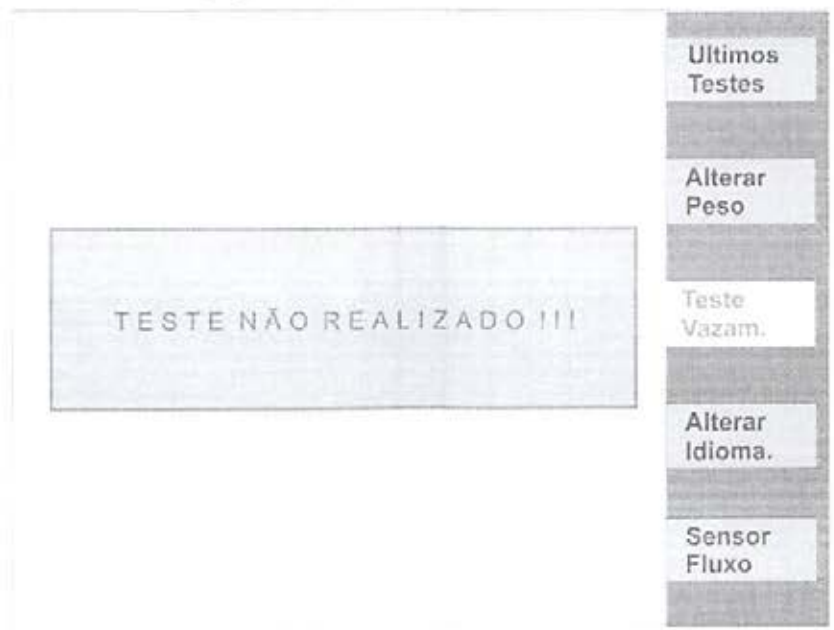 TESTE NÃO REALIZADO !!!
Ultimos
Testes
Alterar
Peso
Teste
Vazam.
Alterar
Idioma.
Sensor
Fluxo